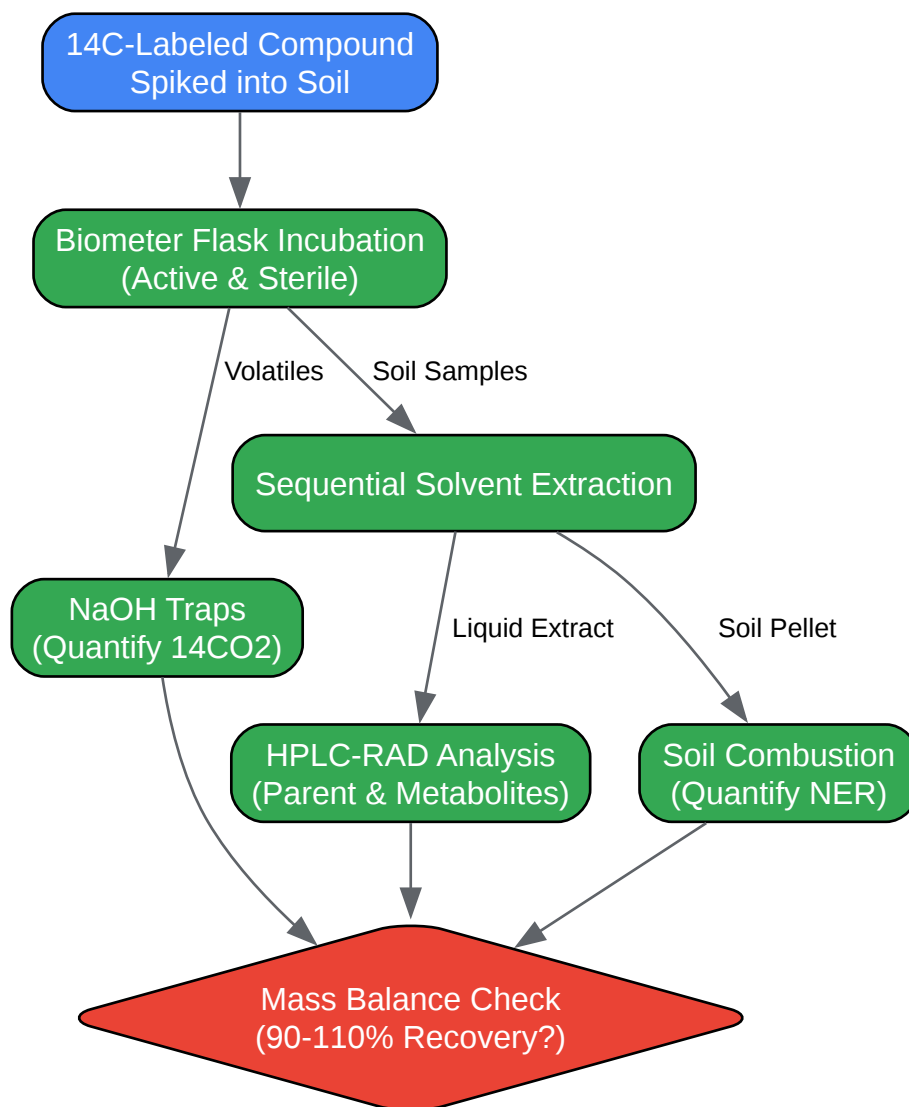 14C-Labeled Compound
Spiked into Soil
Biometer Flask Incubation
(Active & Sterile)
Volatiles
Soil Samples
Sequential Solvent Extraction
NaOH Traps
(Quantify 14CO2)
Liquid Extract
Soil Pellet
HPLC-RAD Analysis
(Parent & Metabolites)
Soil Combustion
(Quantify NER)
Mass Balance Check
(90-110% Recovery?)